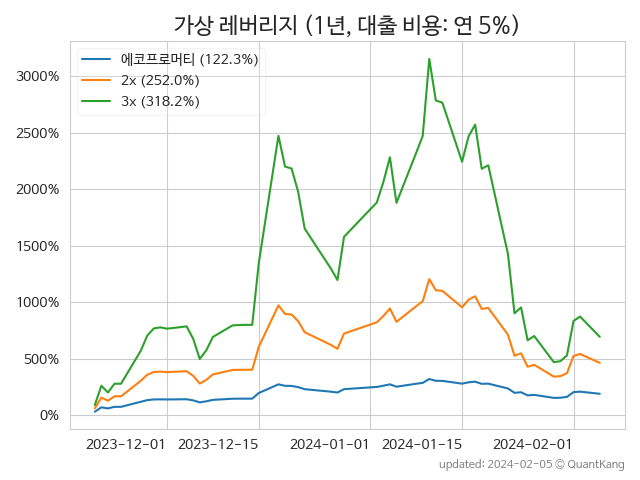 가상 레버리지 (1년, 대출 비용: 연 5%)
에코프로머티 (122.3%)
2x (252.0%)
3x (318.2%)
3000%
2500%
2000%
1500%
1000%
500%
0%
2023-12-01 2023-12-15 2024-01-01 2024-01-15 2024-02-01
updated: 2024-02-05 © QuantKang